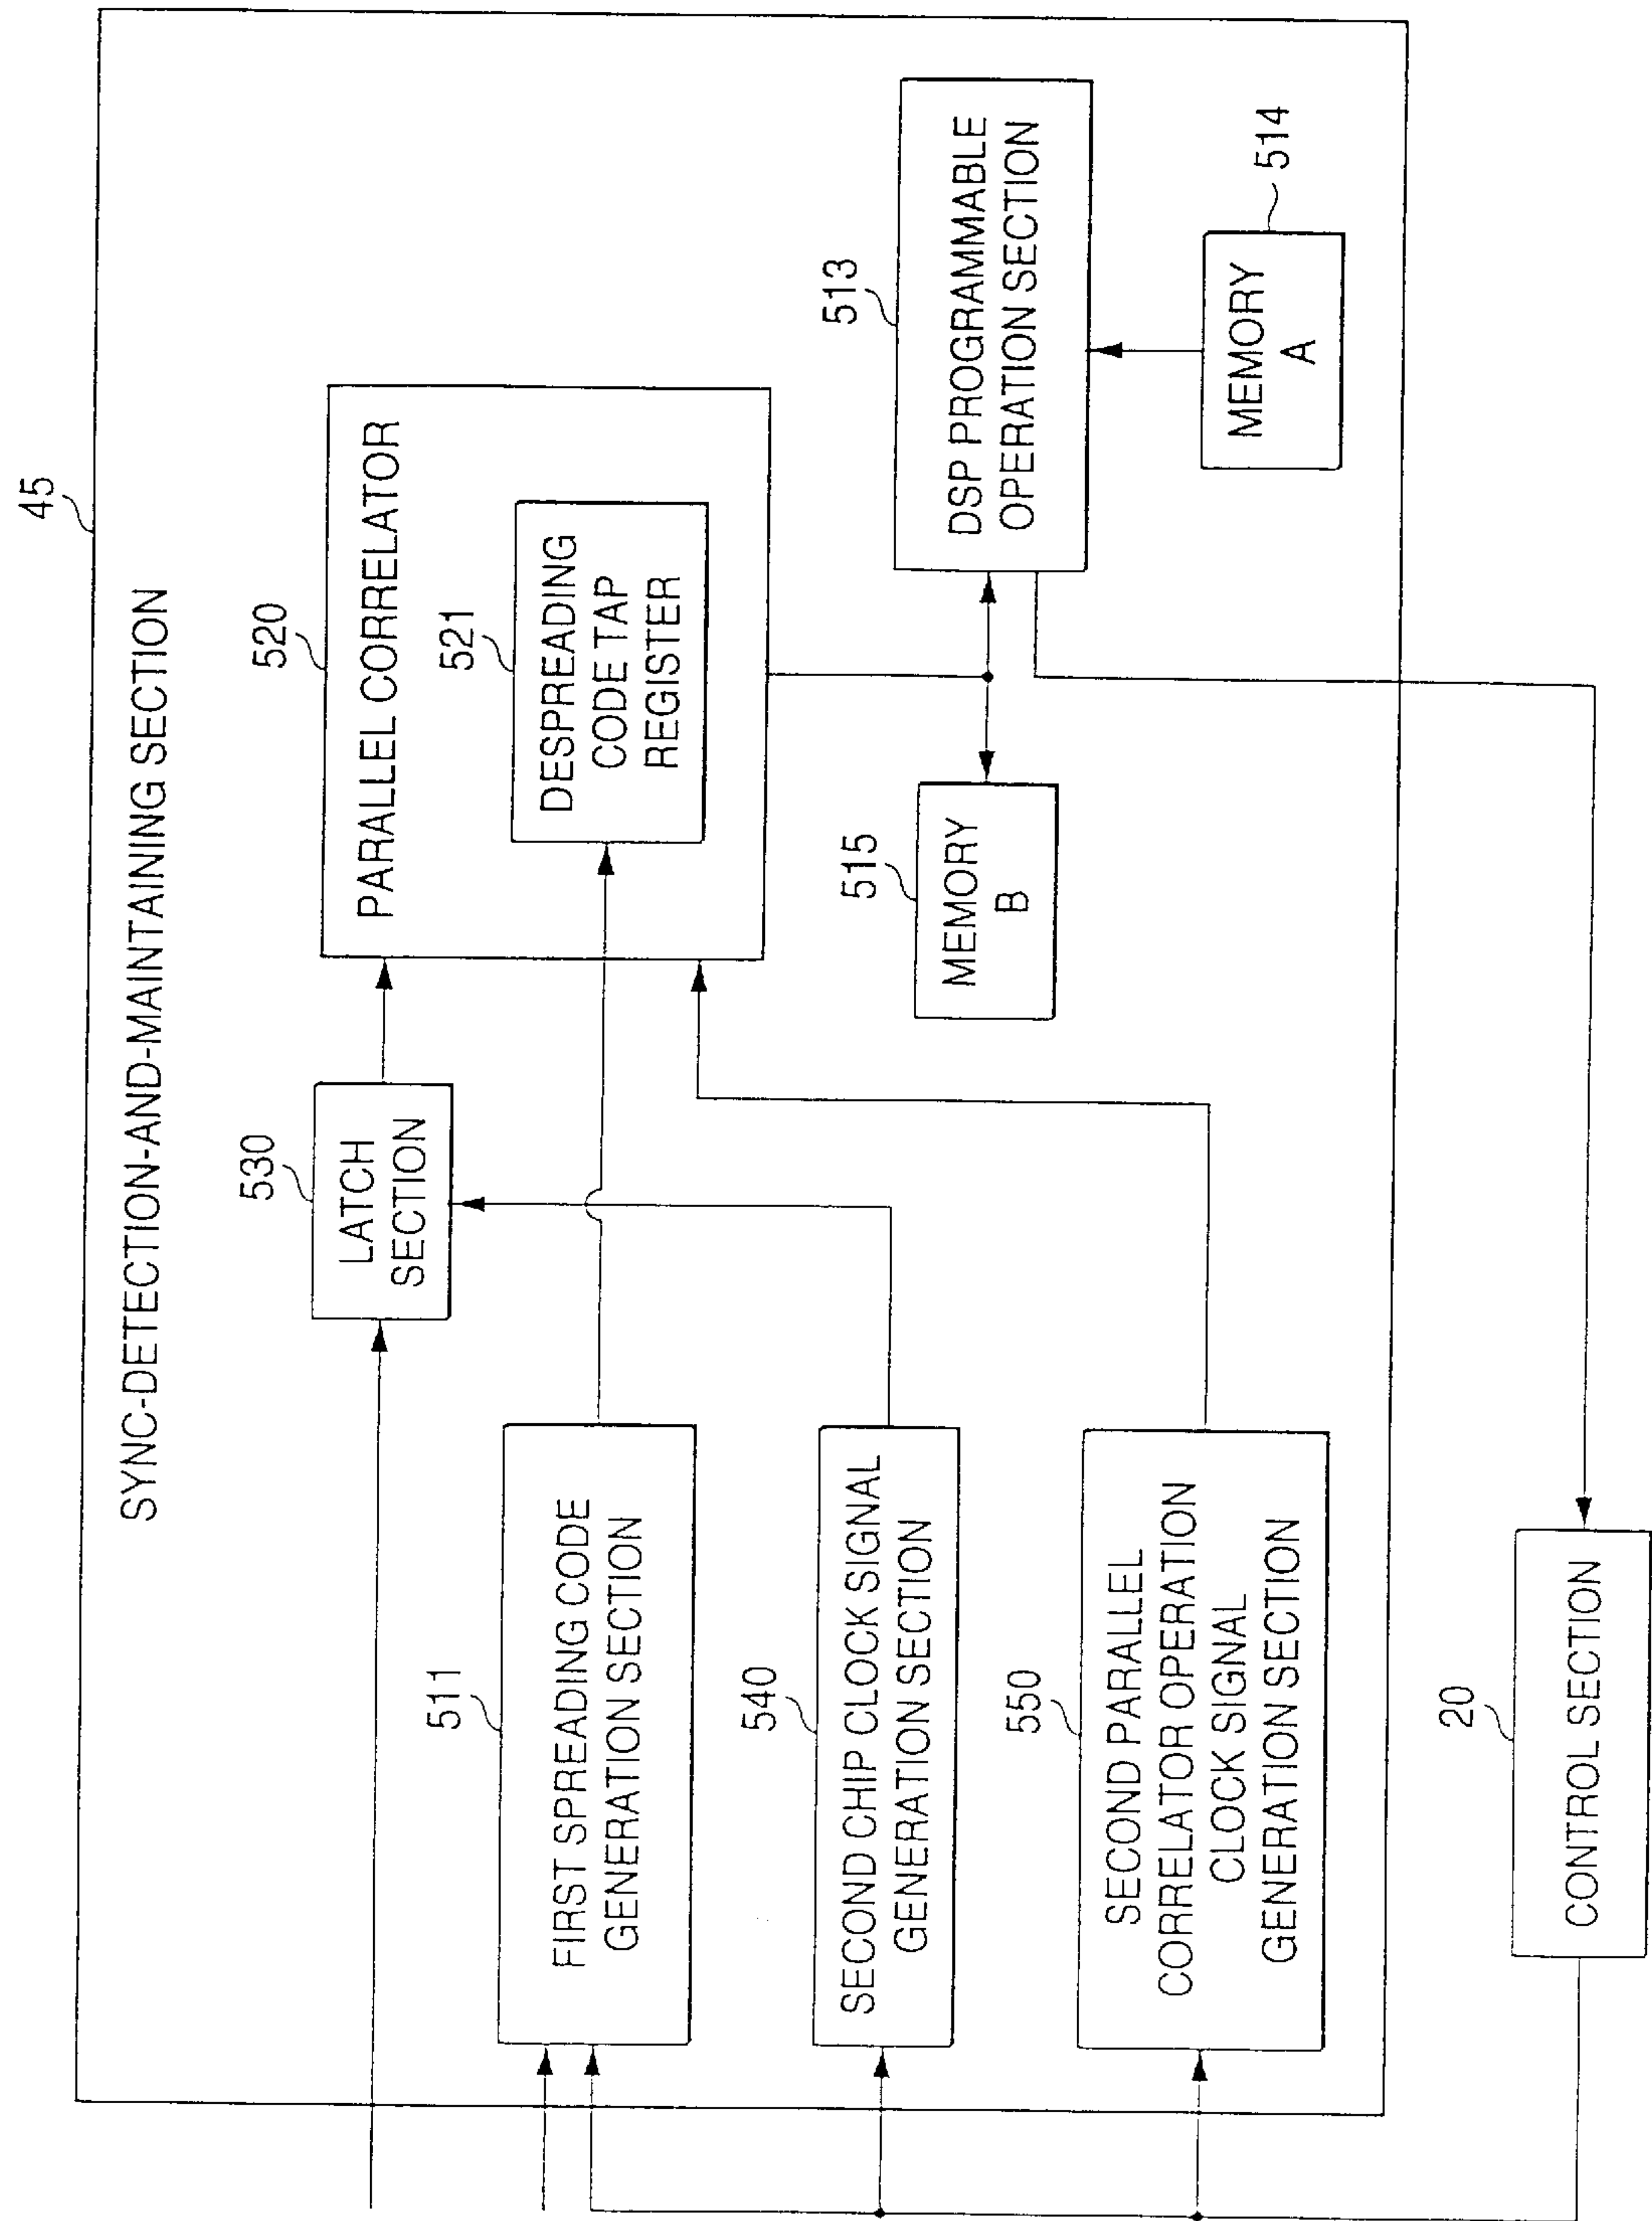 45
SYNC-DETECTION-AND-MAINTAINING SECTION
530
LATCH
SECTION
520
PARALLEL CORRELATOR
521
DESPREADING
CODE TAP
REGISTER
511
FIRST SPREADING CODE
GENERATION SECTION
540
SECOND CHIP CLOCK SIGNAL
GENERATION SECTION
515
MEMORY
B
513
DSP PROGRAMMABLE
OPERATION SECTION
550
SECOND PARALLEL
CORRELATOR OPERATION
CLOCK SIGNAL
GENERATION SECTION
MEMORY
A
514
20
CONTROL SECTION